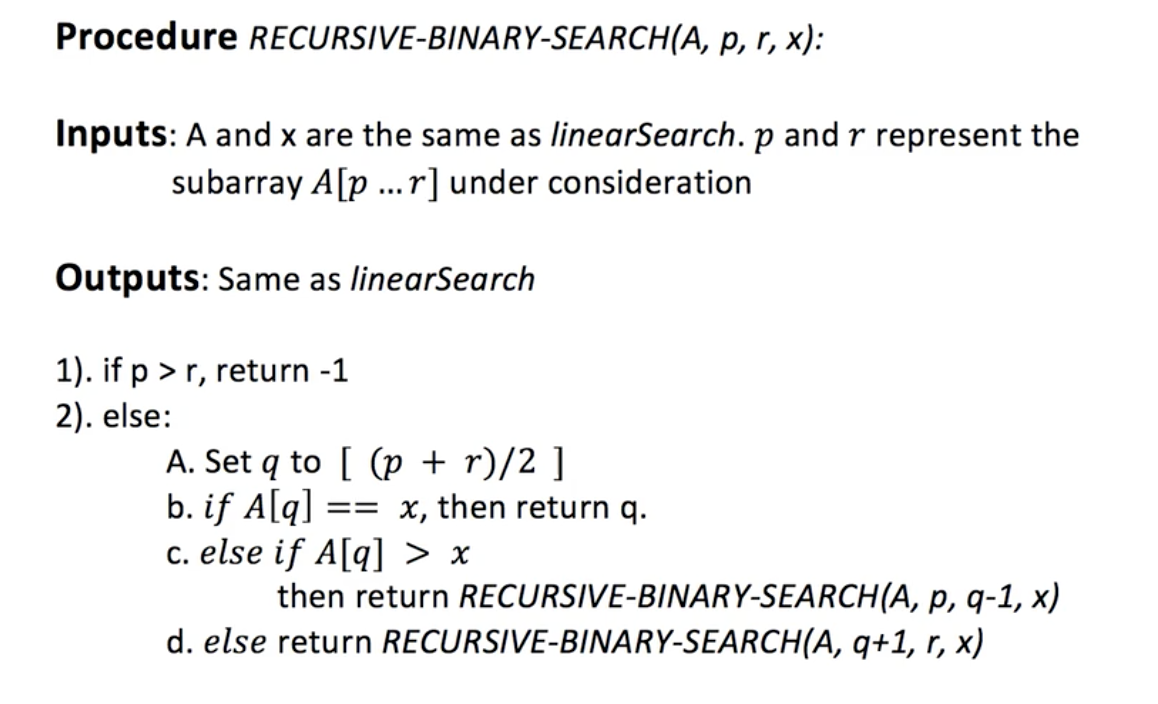 Procedure RECURSIVE-BINARY-SEARCH(A, p, r, x):
Inputs: A and x are the same as linearSearch. p and r represent the
subarray A[p ... r] under consideration
Outputs: Same as linearSearch
1). if p > r, return -1
2). else:
A. Set q to [ (p + r)/2 ]
b. if A[q] == x, then return q.
c. else if A[q] > x
then return RECURSIVE-BINARY-SEARCH(A, p, q-1, x)
d. else return RECURSIVE-BINARY-SEARCH(A, q+1, r, x)